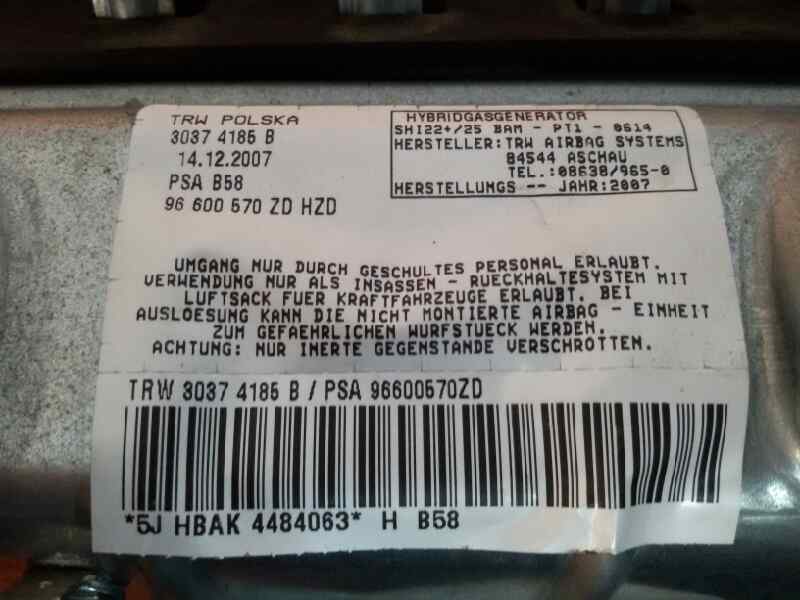 TRW POLSKA
3037 4185 B
14.12.2007
PSA B58
96 600 570 ZD HZD
HYBRIDGASGENERATOR
SHI22+/25 BAM - PT1 - 0614
HERSTELLER:TRW AIRBAG SYSTEMS
84544 ASCHAU
TEL.:08638/965-0
HERSTELLUNGS -- JAHR:2007
UMGANG NUR DURCH GESCHULTES PERSONAL ERLAUBT.
VERWENDUNG NUR ALS INSASSEN - RUECKHALTESYSTEM MIT
LUFTSACK FUER KRAFTFAHRZEUGE ERLAUBT. BEI
AUSLOESUNG KANN DIE NICHT MONTIERTE AIRBAG - EINHEIT
ZUM GEFAEHRLICHEN WURFSTUECK WERDEN.
ACHTUNG: NUR INERTE GEGENSTANDE VERSCHROTTEN.
TRW 3037 4185 B / PSA 96600570ZD
*5J HBAK 4484063* H B58